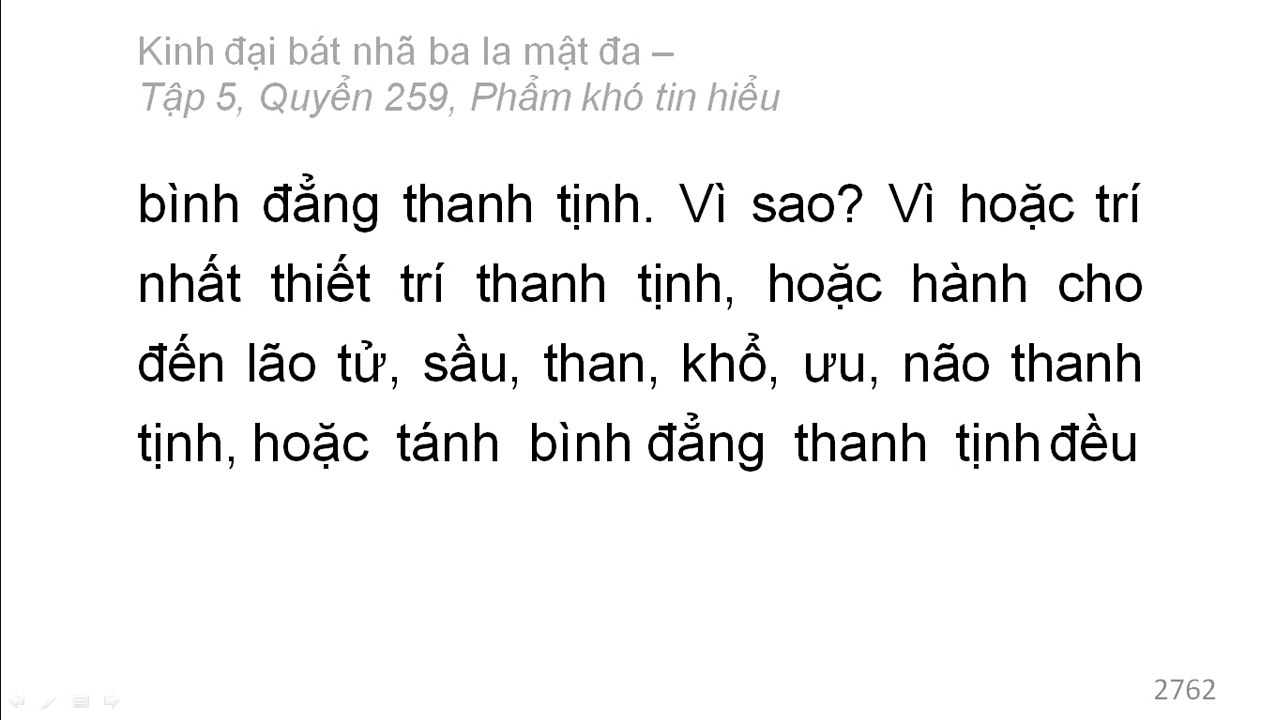 Kinh đại bát nhã ba la mật đa –
Tập 5, Quyển 259, Phẩm khó tin hiểu
bình đẳng thanh tịnh. Vì sao? Vì hoặc trí
nhất thiết trí thanh tịnh, hoặc hành cho
đến lão tử, sầu, than, khổ, ưu, não thanh
tịnh, hoặc tánh bình đẳng thanh tịnh đều
2762